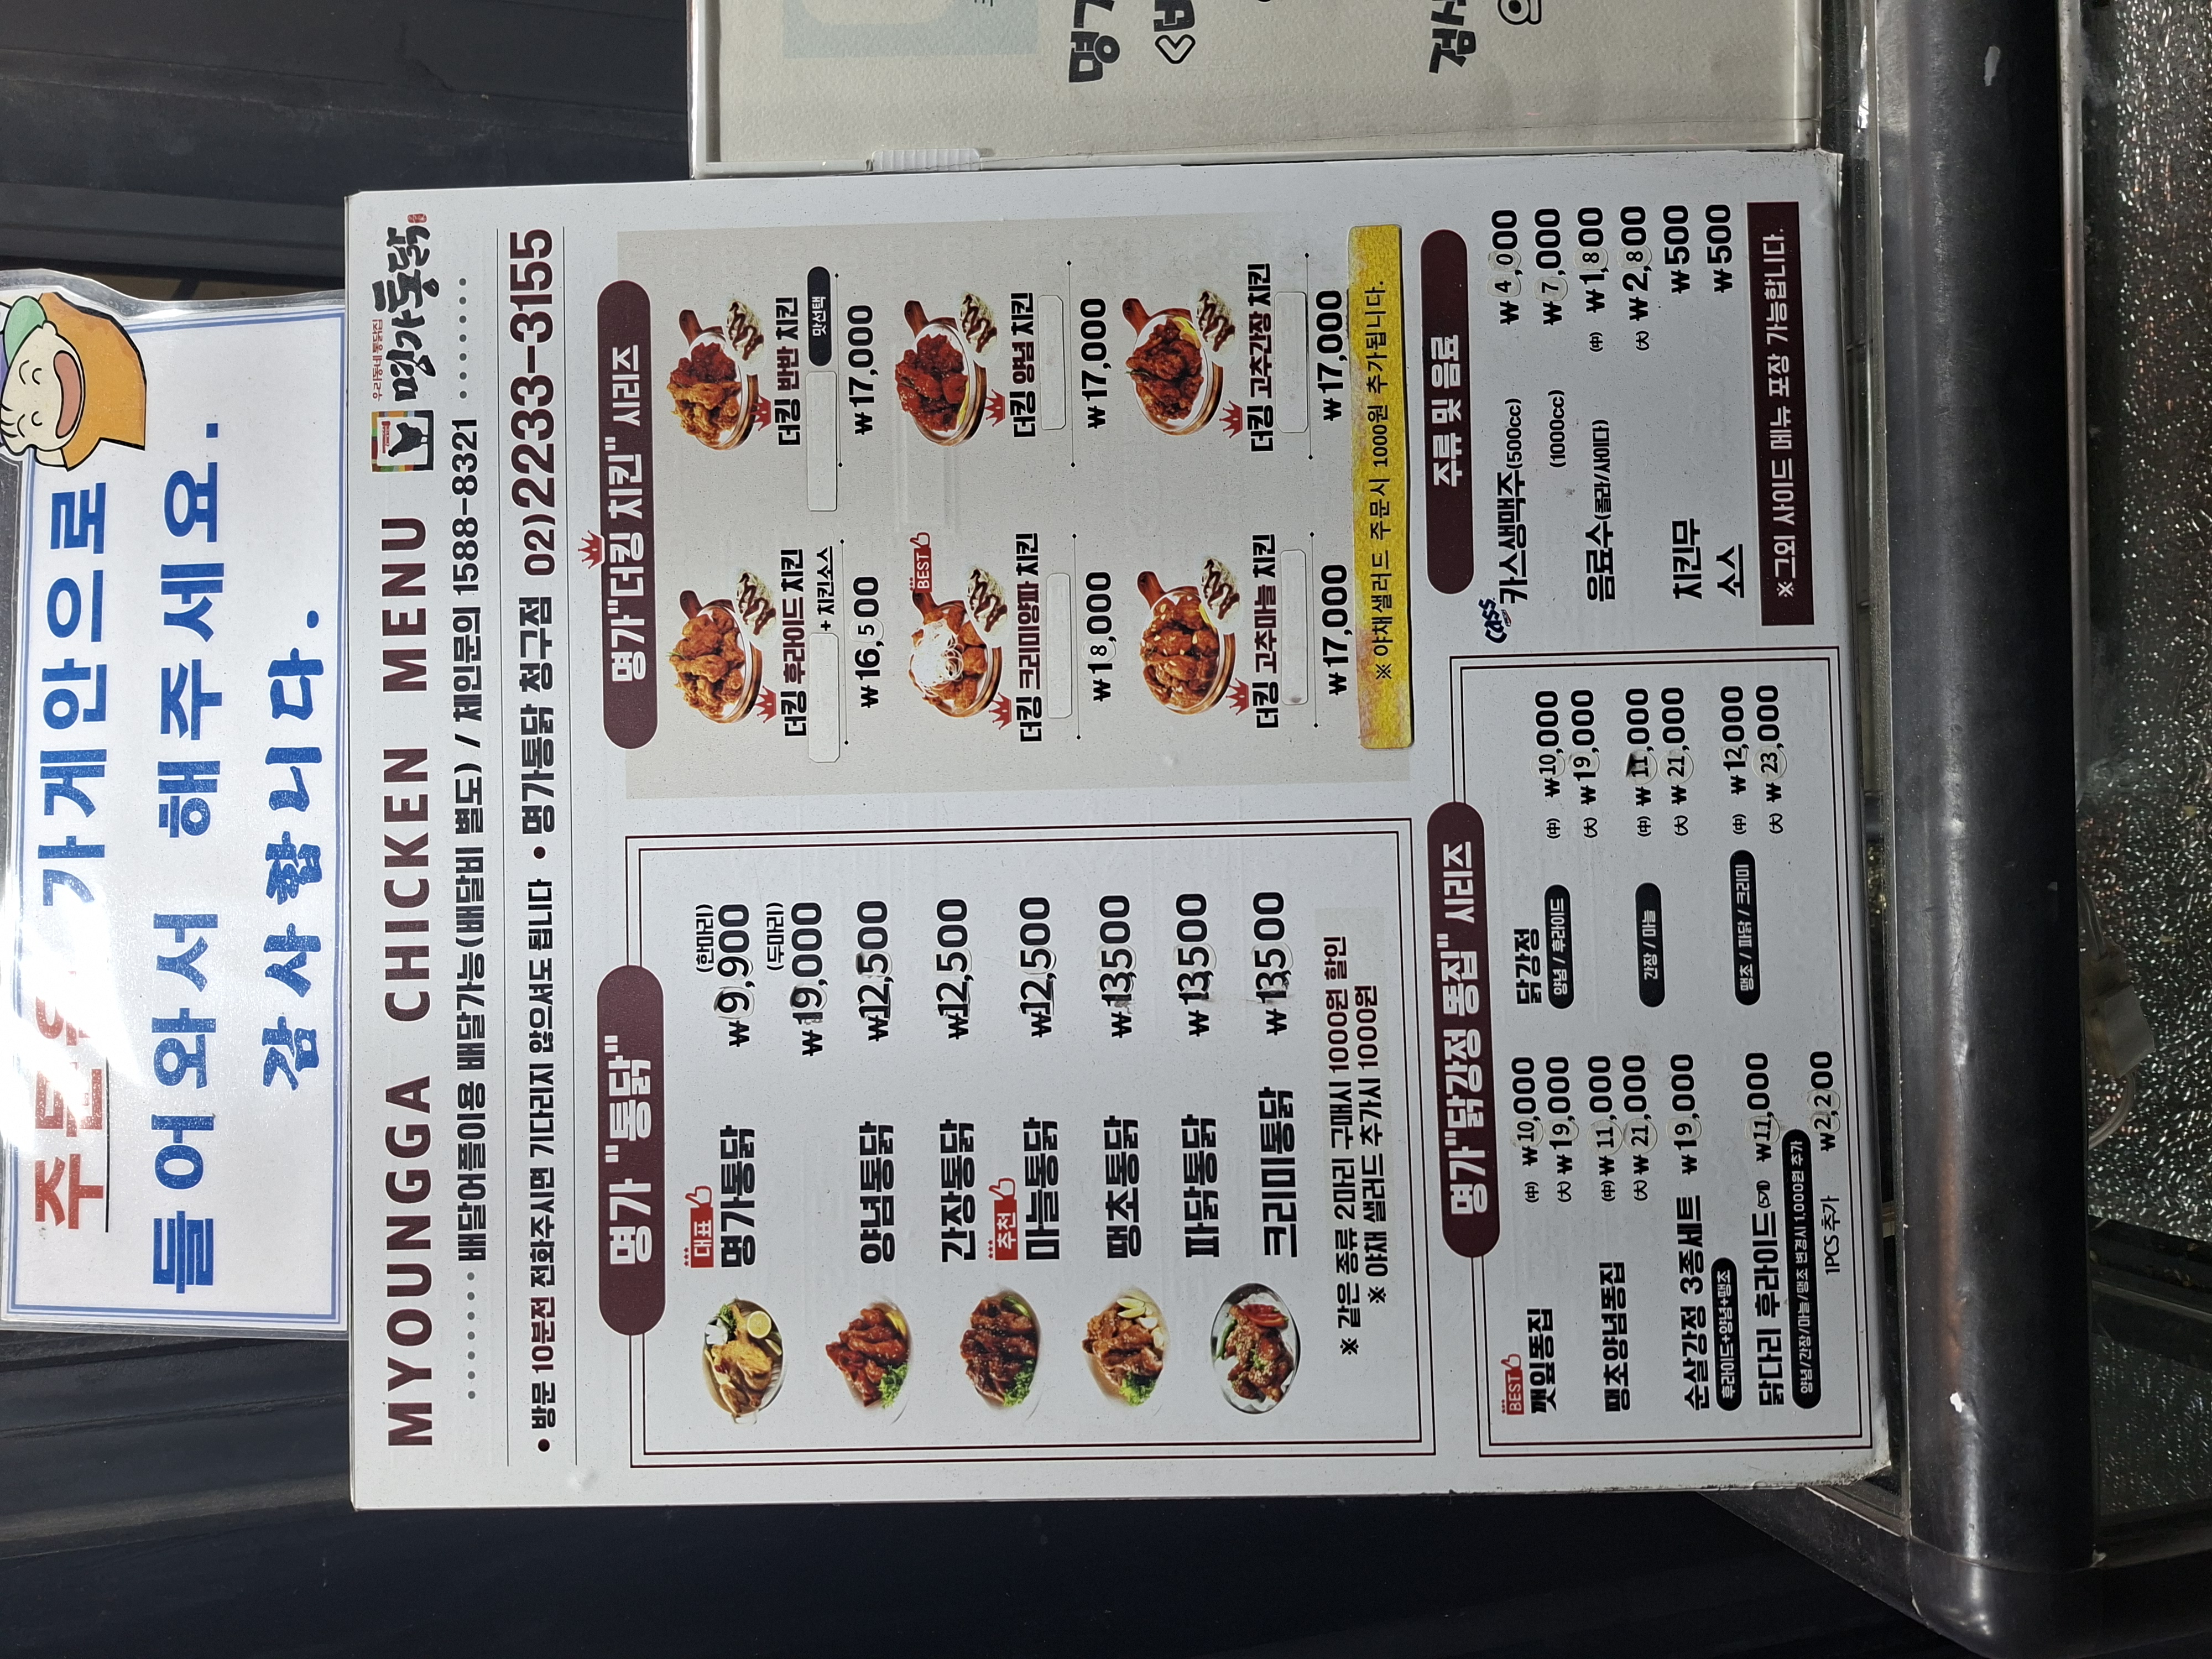 주문은 가게안으로
들어와서 해주세요.
감사합니다.
MYOUNGGA CHICKEN MENU
우리동네 통닭집
명가통닭
배달어플이용 배달가능(배달비 별도) / 체인문의 1588-8321
• 방문 10분전 전화주시면 기다리지 않으셔도 됩니다 • 명가통닭 청구점 02)2233-3155
명가 "통닭"
대표
명가통닭 (한마리) ₩9,900
(두마리) ₩19,000
양념통닭 ₩12,500
간장통닭 ₩12,500
추천
마늘통닭 ₩12,500
땡초통닭 ₩13,500
파닭통닭 ₩13,500
크리미통닭 ₩13,500
※ 같은 종류 2마리 구매시 1000원 할인
※ 야채 샐러드 추가시 1000원
명가"더킹 치킨" 시리즈
더킹 후라이드 치킨
+ 치킨소스
₩16,500
더킹 반반 치킨
맛선택
₩17,000
BEST
더킹 크리미양파 치킨
₩18,000
더킹 양념 치킨
₩17,000
더킹 고추마늘 치킨
₩17,000
더킹 고추간장 치킨
₩17,000
※ 야채샐러드 주문시 1000원 추가됩니다.
명가"닭강정 똥집" 시리즈
BEST
깻잎똥집 (中) ₩10,000
(大) ₩19,000
땡초양념똥집 (中) ₩11,000
(大) ₩21,000
순살강정 3종세트 ₩19,000
후라이드+양념+땡초
닭다리 후라이드(5개) ₩11,000
양념/간장/마늘/땡초 변경시 1,000원 추가
1PCS 추가 ₩2,200
닭강정
양념 / 후라이드
(中) ₩10,000
(大) ₩19,000
간장 / 마늘
(中) ₩11,000
(大) ₩21,000
땡초 / 파닭 / 크리미
(中) ₩12,000
(大) ₩23,000
주류 및 음료
CASS
카스생맥주(500cc) ₩4,000
(1000cc) ₩7,000
음료수(콜라/사이다) (中) ₩1,800
(大) ₩2,800
치킨무 ₩500
소스 ₩500
※그외 사이드 메뉴 포장 가능합니다.
명가